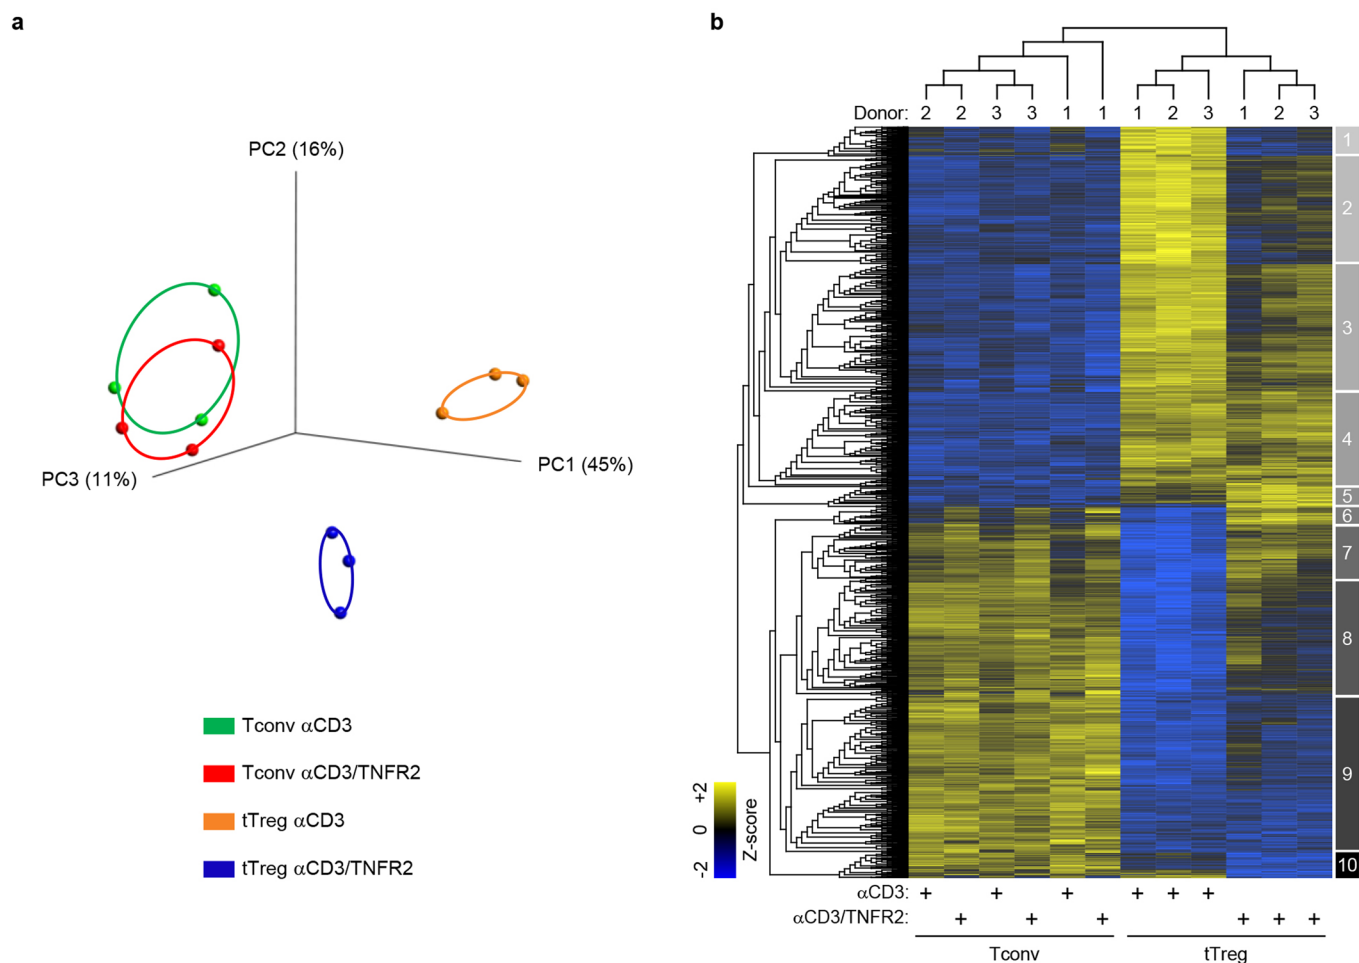 a
PC2 (16%)
PC3 (11%)
PC1 (45%)
Tconv αCD3
Tconv αCD3/TNFR2
tTreg αCD3
tTreg αCD3/TNFR2
b
Donor: 2 2 3 3 1 1 1 2 3 1 2 3
1
2
3
4
5
6
7
8
9
10
+2
0
-2
Z-score
αCD3: + + + + + +
αCD3/TNFR2: + + + + + +
Tconv
tTreg